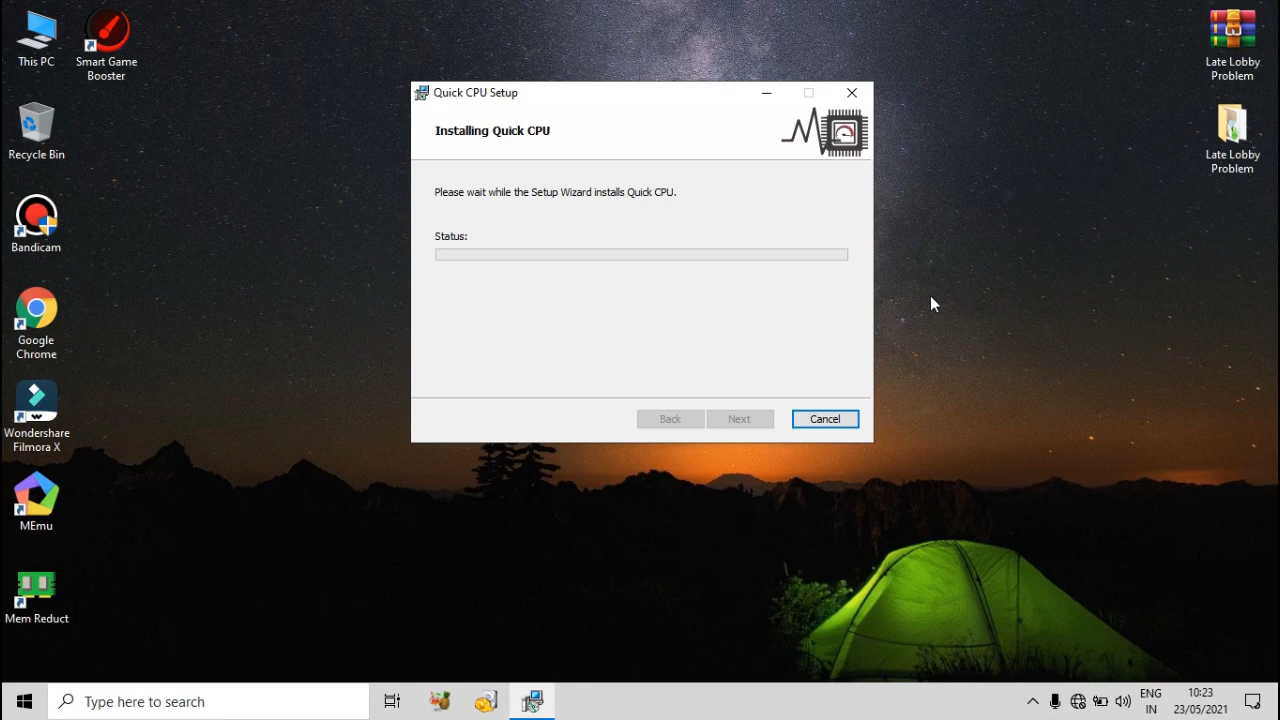 This PC
Smart Game
Booster
Recycle Bin
Bandicam
Google
Chrome
Wondershare
Filmora X
MEmu
Mem Reduct
Quick CPU Setup
Installing Quick CPU
Please wait while the Setup Wizard installs Quick CPU.
Status:
Back
Next
Cancel
Late Lobby
Problem
Late Lobby
Problem
Type here to search
ENG
IN
10:23
23/05/2021